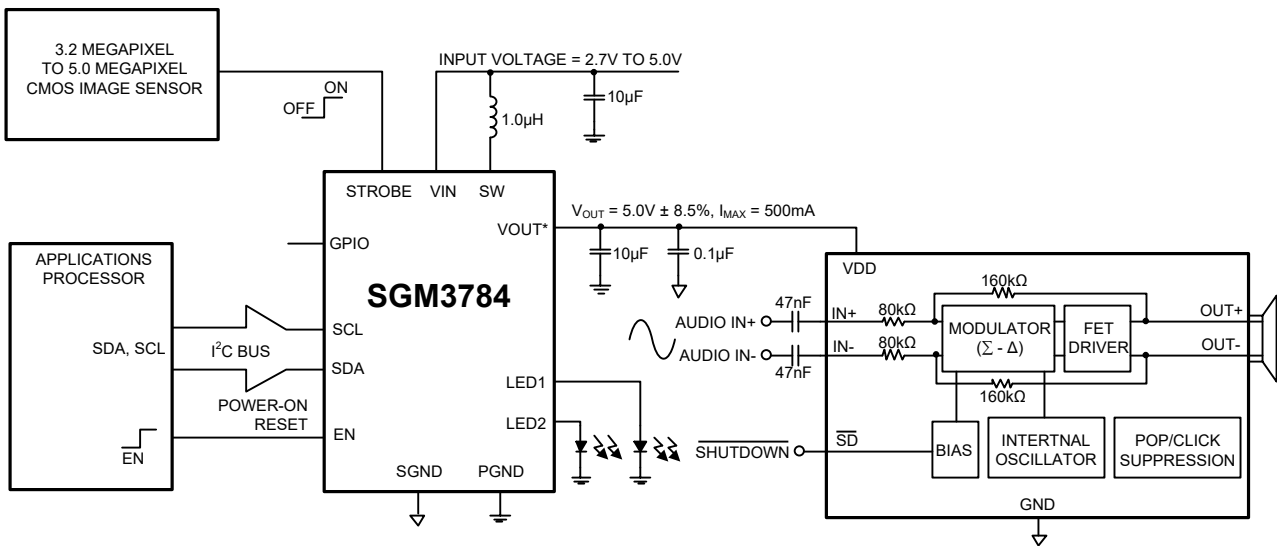 3.2 MEGAPIXEL
TO 5.0 MEGAPIXEL
CMOS IMAGE SENSOR
OFF
ON
INPUT VOLTAGE = 2.7V TO 5.0V
1.0µH
10µF
STROBE
VIN
SW
GPIO
VOUT*
SGM3784
SCL
SDA
EN
LED1
LED2
SGND
PGND
APPLICATIONS
PROCESSOR
SDA, SCL
I²C BUS
POWER-ON
RESET
EN
VOUT = 5.0V ± 8.5%, IMAX = 500mA
10µF
0.1µF
VDD
160kΩ
47nF
AUDIO IN+
IN+
80kΩ
AUDIO IN-
IN-
80kΩ
47nF
MODULATOR
(Σ - Δ)
FET
DRIVER
OUT+
OUT-
160kΩ
SHUTDOWN
SD
BIAS
INTERTNAL
OSCILLATOR
POP/CLICK
SUPPRESSION
GND